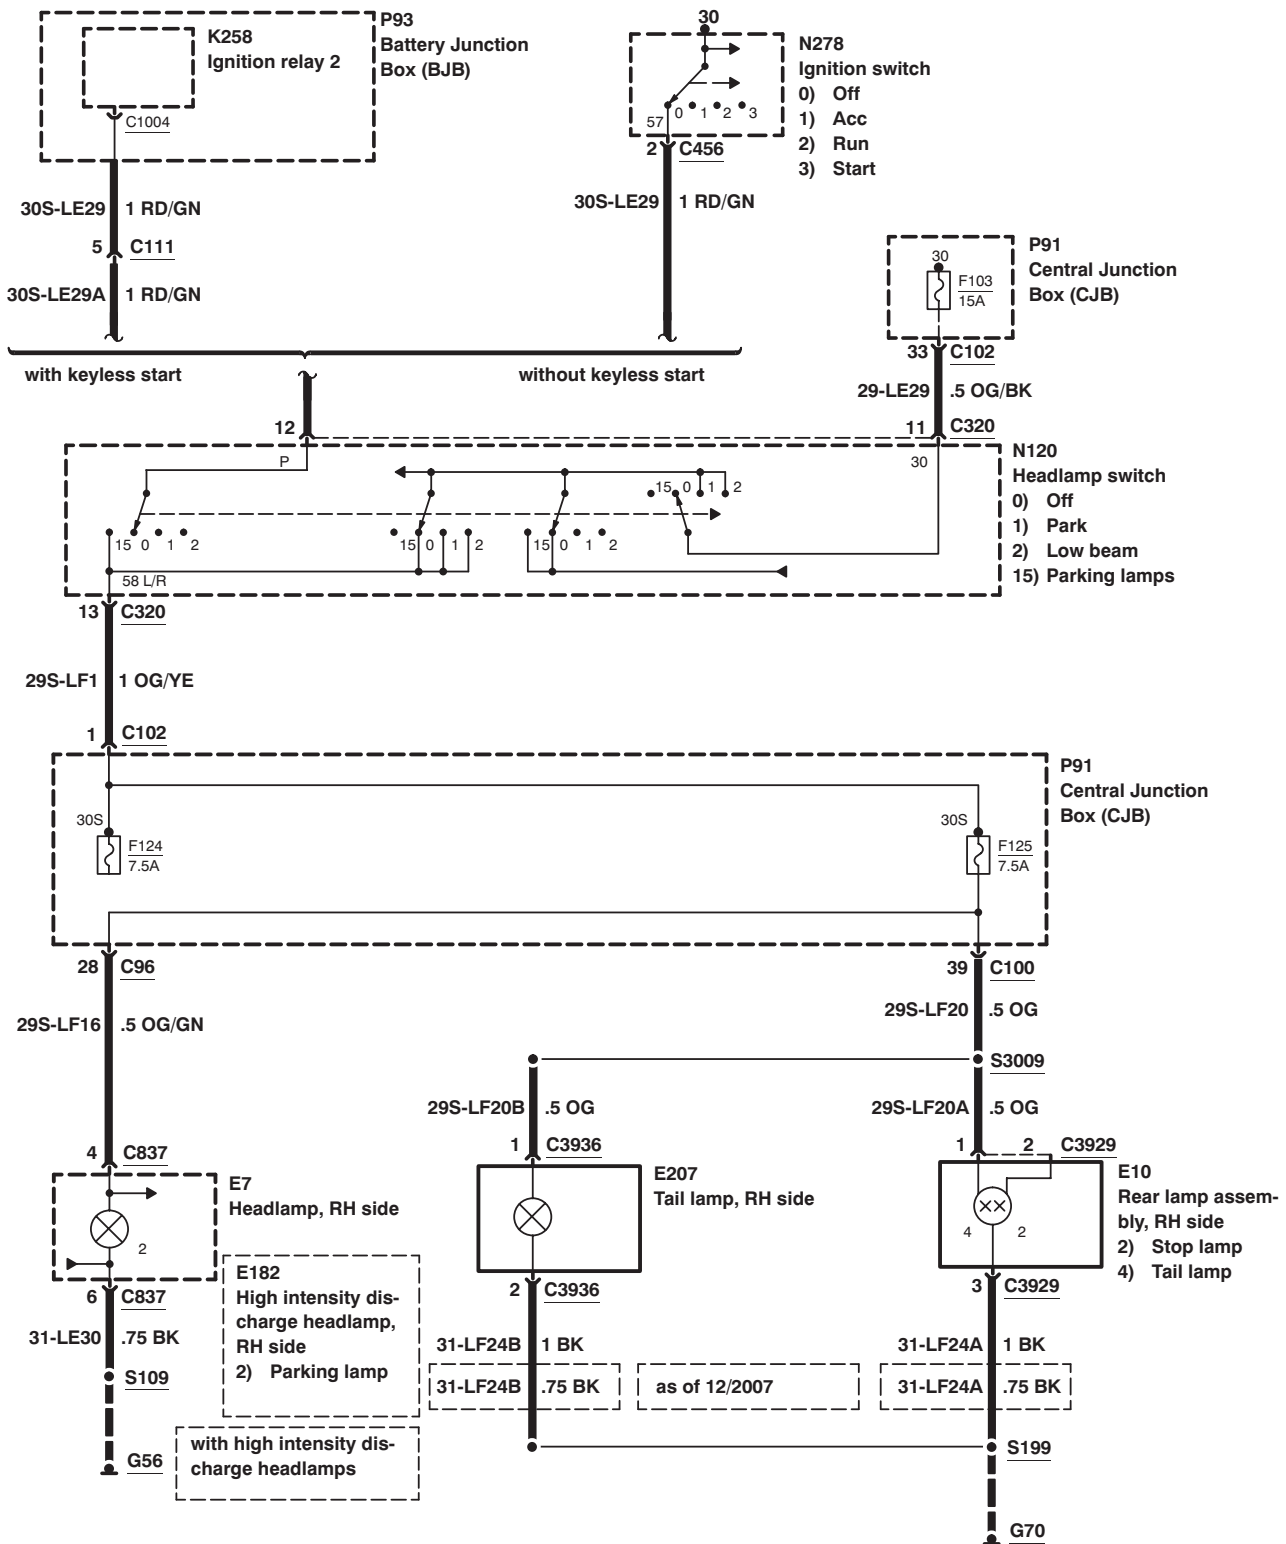 P93
Battery Junction
Box (BJB)
K258
Ignition relay 2
C1004
30S-LE29 1 RD/GN
5 C111
30S-LE29A 1 RD/GN
with keyless start
30
N278
Ignition switch
0) Off
1) Acc
2) Run
3) Start
57 0 1 2 3
2 C456
30S-LE29 1 RD/GN
without keyless start
P91
Central Junction
Box (CJB)
30
F103
15A
33 C102
29-LE29 .5 OG/BK
12
11 C320
N120
Headlamp switch
0) Off
1) Park
2) Low beam
15) Parking lamps
P
30
15 0 1 2
15 0 1 2
15 0 1 2
15 0 1 2
58 L/R
13 C320
29S-LF1 1 OG/YE
1 C102
P91
Central Junction
Box (CJB)
30S
F124
7.5A
30S
F125
7.5A
28 C96
29S-LF16 .5 OG/GN
39 C100
29S-LF20 .5 OG
S3009
29S-LF20B .5 OG
29S-LF20A .5 OG
4 C837
1 C3936
1 2 C3929
E7
Headlamp, RH side
2
E207
Tail lamp, RH side
E10
Rear lamp assem-
bly, RH side
2) Stop lamp
4) Tail lamp
4 2
6 C837
31-LE30 .75 BK
S109
G56
E182
High intensity dis-
charge headlamp,
RH side
2) Parking lamp
with high intensity dis-
charge headlamps
2 C3936
31-LF24B 1 BK
31-LF24B .75 BK
as of 12/2007
3 C3929
31-LF24A 1 BK
31-LF24A .75 BK
S199
G70